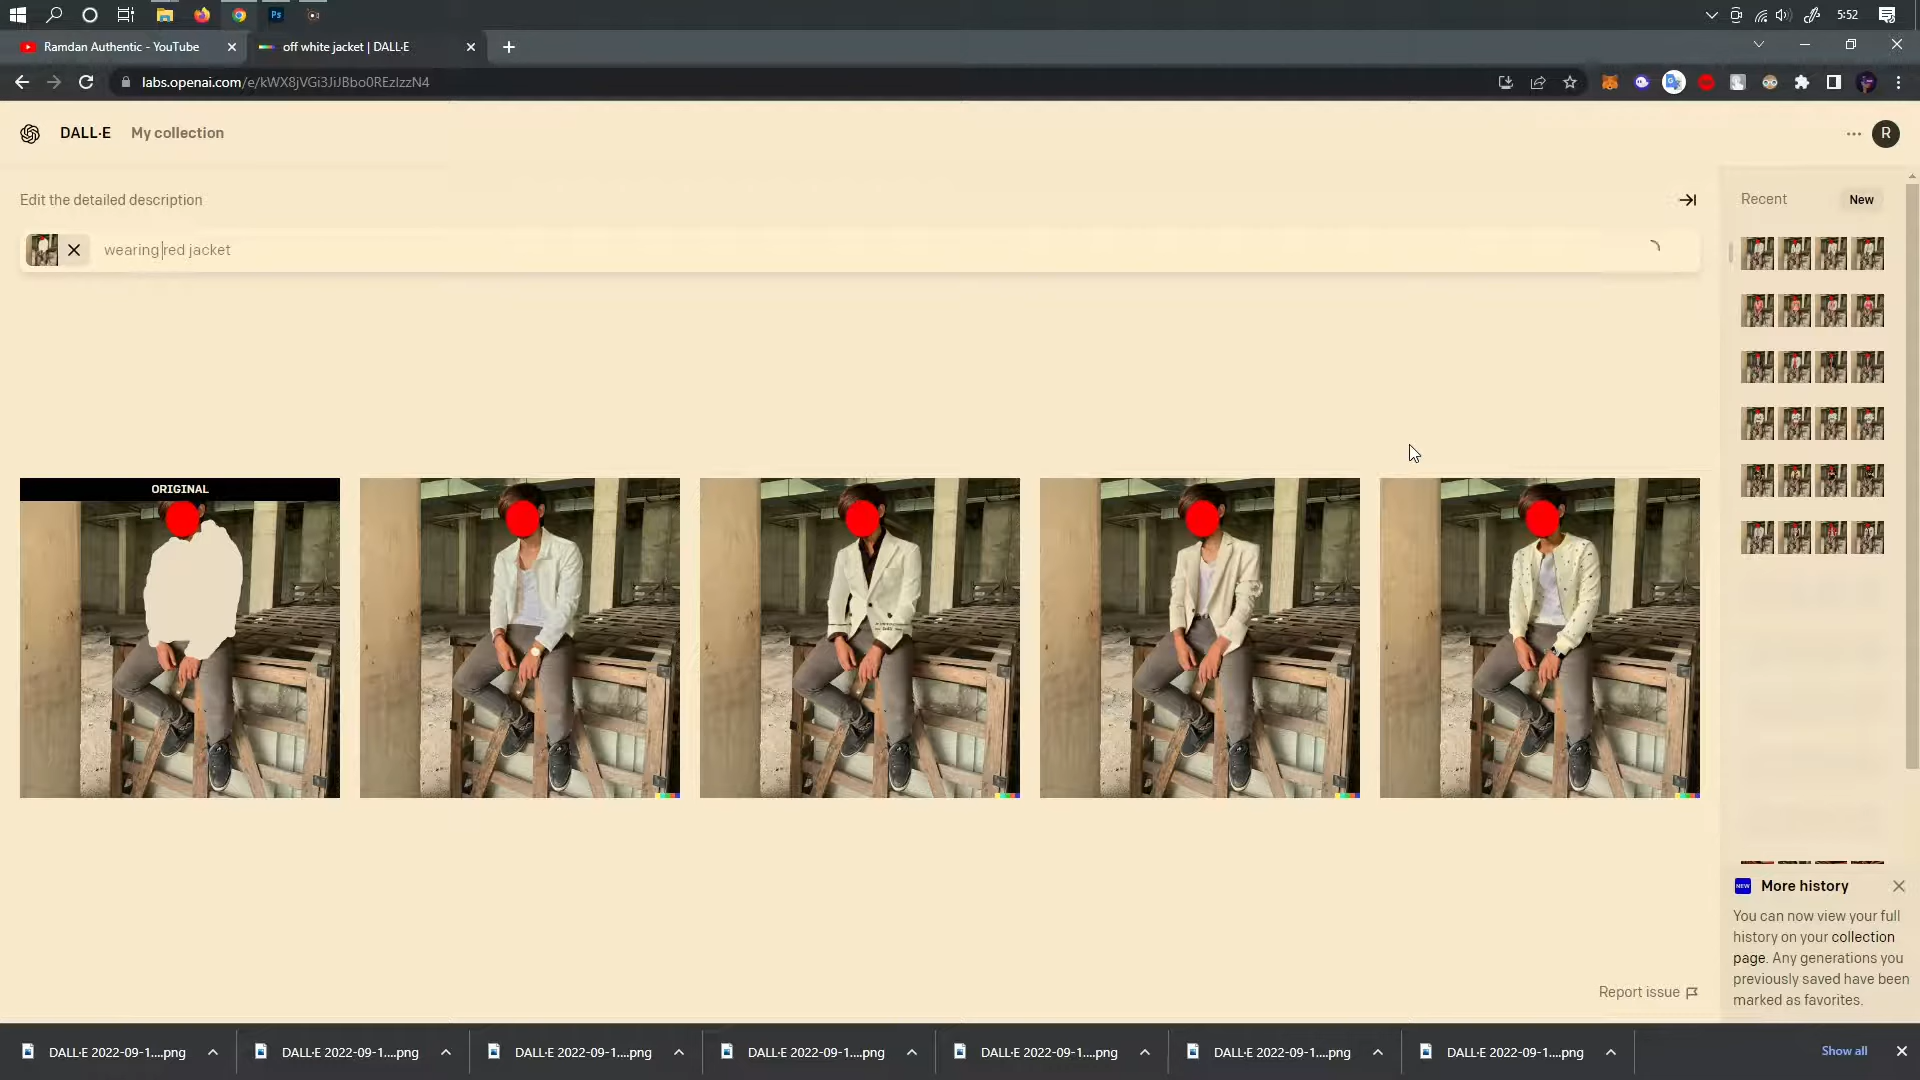 5:52
Ramdan Authentic - YouTube
off white jacket | DALL·E
labs.openai.com/e/kWX8jVGi3JiJBbo0REzIzzN4
DALL·E
My collection
R
Edit the detailed description
Recent
New
wearing red jacket
ORIGINAL
NEW
More history
You can now view your full
history on your collection
page. Any generations you
previously saved have been
marked as favorites.
Report issue
DALL·E 2022-09-1....png
DALL·E 2022-09-1....png
DALL·E 2022-09-1....png
DALL·E 2022-09-1....png
DALL·E 2022-09-1....png
DALL·E 2022-09-1....png
DALL·E 2022-09-1....png
Show all